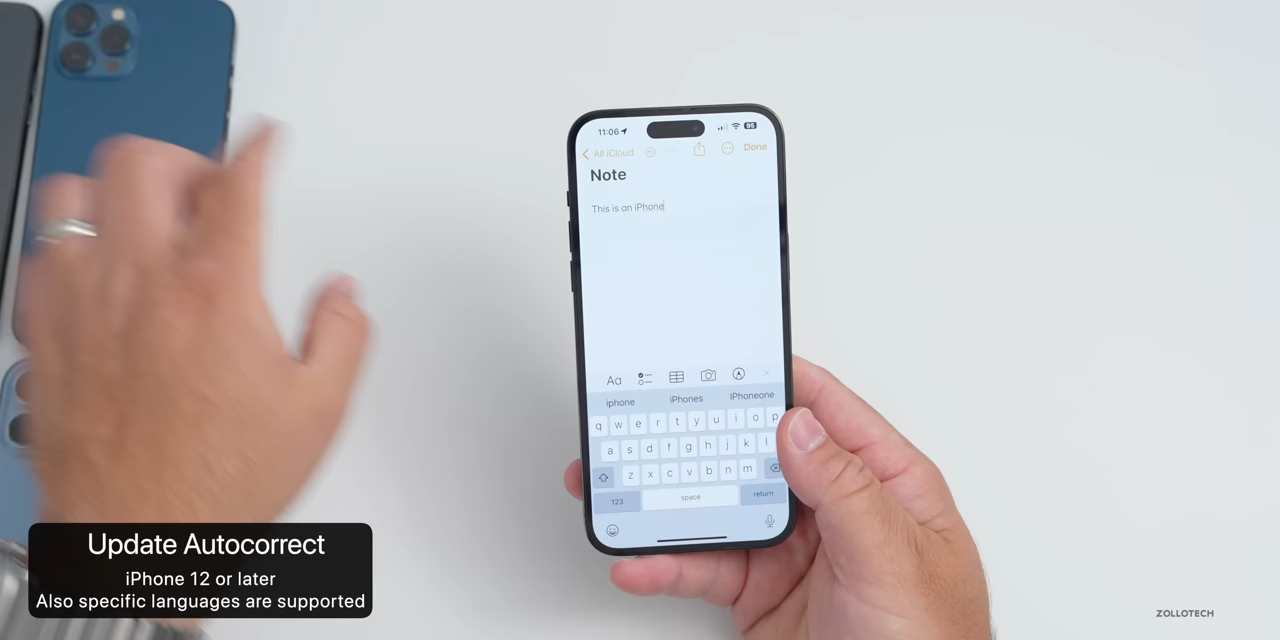 11:06
95
All iCloud
Done
Note
This is an iPhone
Aa
iphone iPhones IPhoneone
q w e r t y u i o p
a s d f g h j k l
z x c v b n m
123 space return
Update Autocorrect
iPhone 12 or later
Also specific languages are supported
ZOLLOTECH